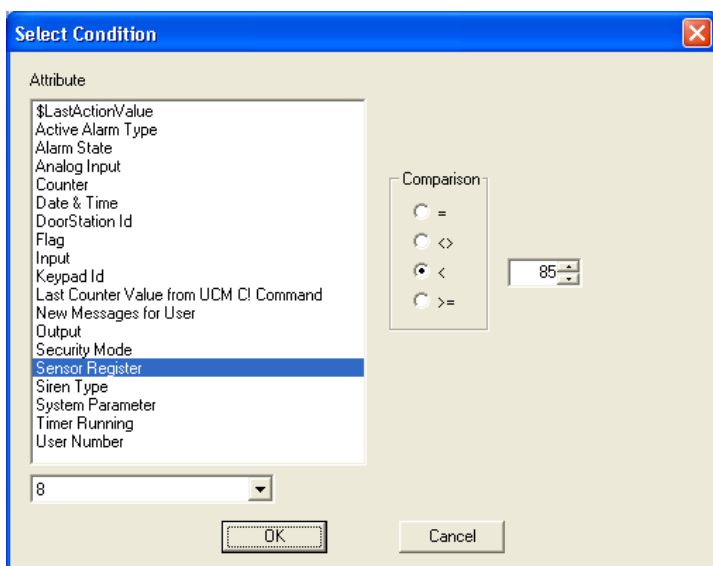 Select Condition
Attribute
$LastActionValue
Active Alarm Type
Alarm State
Analog Input
Counter
Date & Time
DoorStation Id
Flag
Input
Keypad Id
Last Counter Value from UCM C! Command
New Messages for User
Output
Security Mode
Sensor Register
Siren Type
System Parameter
Timer Running
User Number
8
Comparison
=
<>
<
>=
85
OK
Cancel